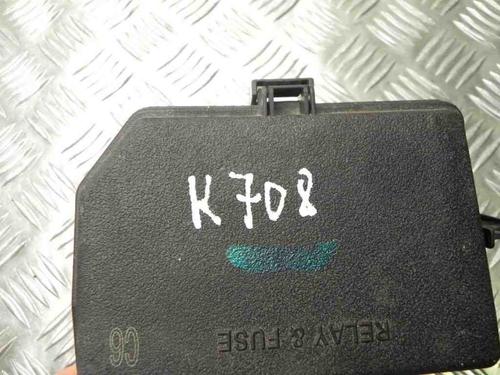 K708
RELAY & FUSE
C6